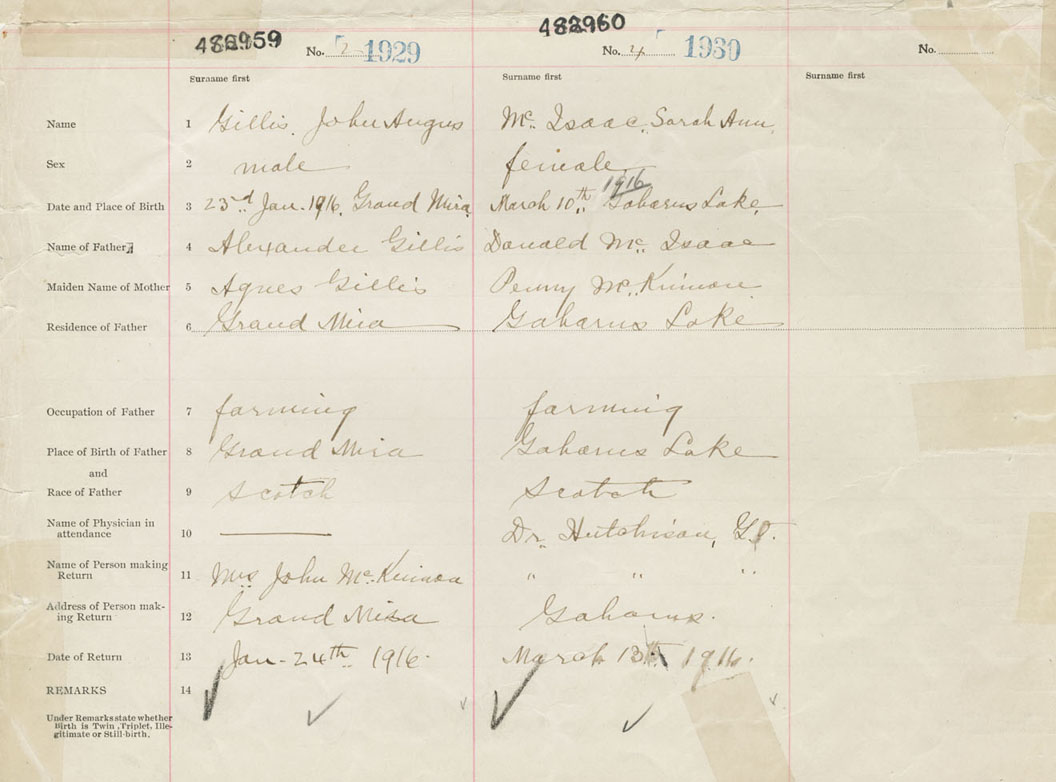 482959 482960
No. 2 1929 No. 4 1930 No.
Surname first Surname first Surname first
Name 1 Gillis. John Angus Mc. Isaac, Sarah Ann.
Sex 2 male female
1916
Date and Place of Birth 3 23rd Jan. 1916. Grand Mira March 10th Gabarus Lake
Name of Father 4 Alexander Gillis Donald Mc. Isaac
Maiden Name of Mother 5 Agnes Gillis Penny Mc. Kinnon
Residence of Father 6 Grand Mira Gabarus Lake
Occupation of Father 7 farming farming
Place of Birth of Father 8 Grand Mira Gabarus Lake
and
Race of Father 9 Scotch Scotch
Name of Physician in
attendance 10 Dr. Hutchison,
Name of Person making
Return 11 Mrs John Mc. Kinnon " " "
Address of Person mak-
ing Return 12 Grand Mira Gabarus.
Date of Return 13 Jan. 24th 1916. March 13th 1916.
REMARKS 14
Under Remarks state whether
Birth is Twin, Triplet, Ille-
gitimate or Still-birth.